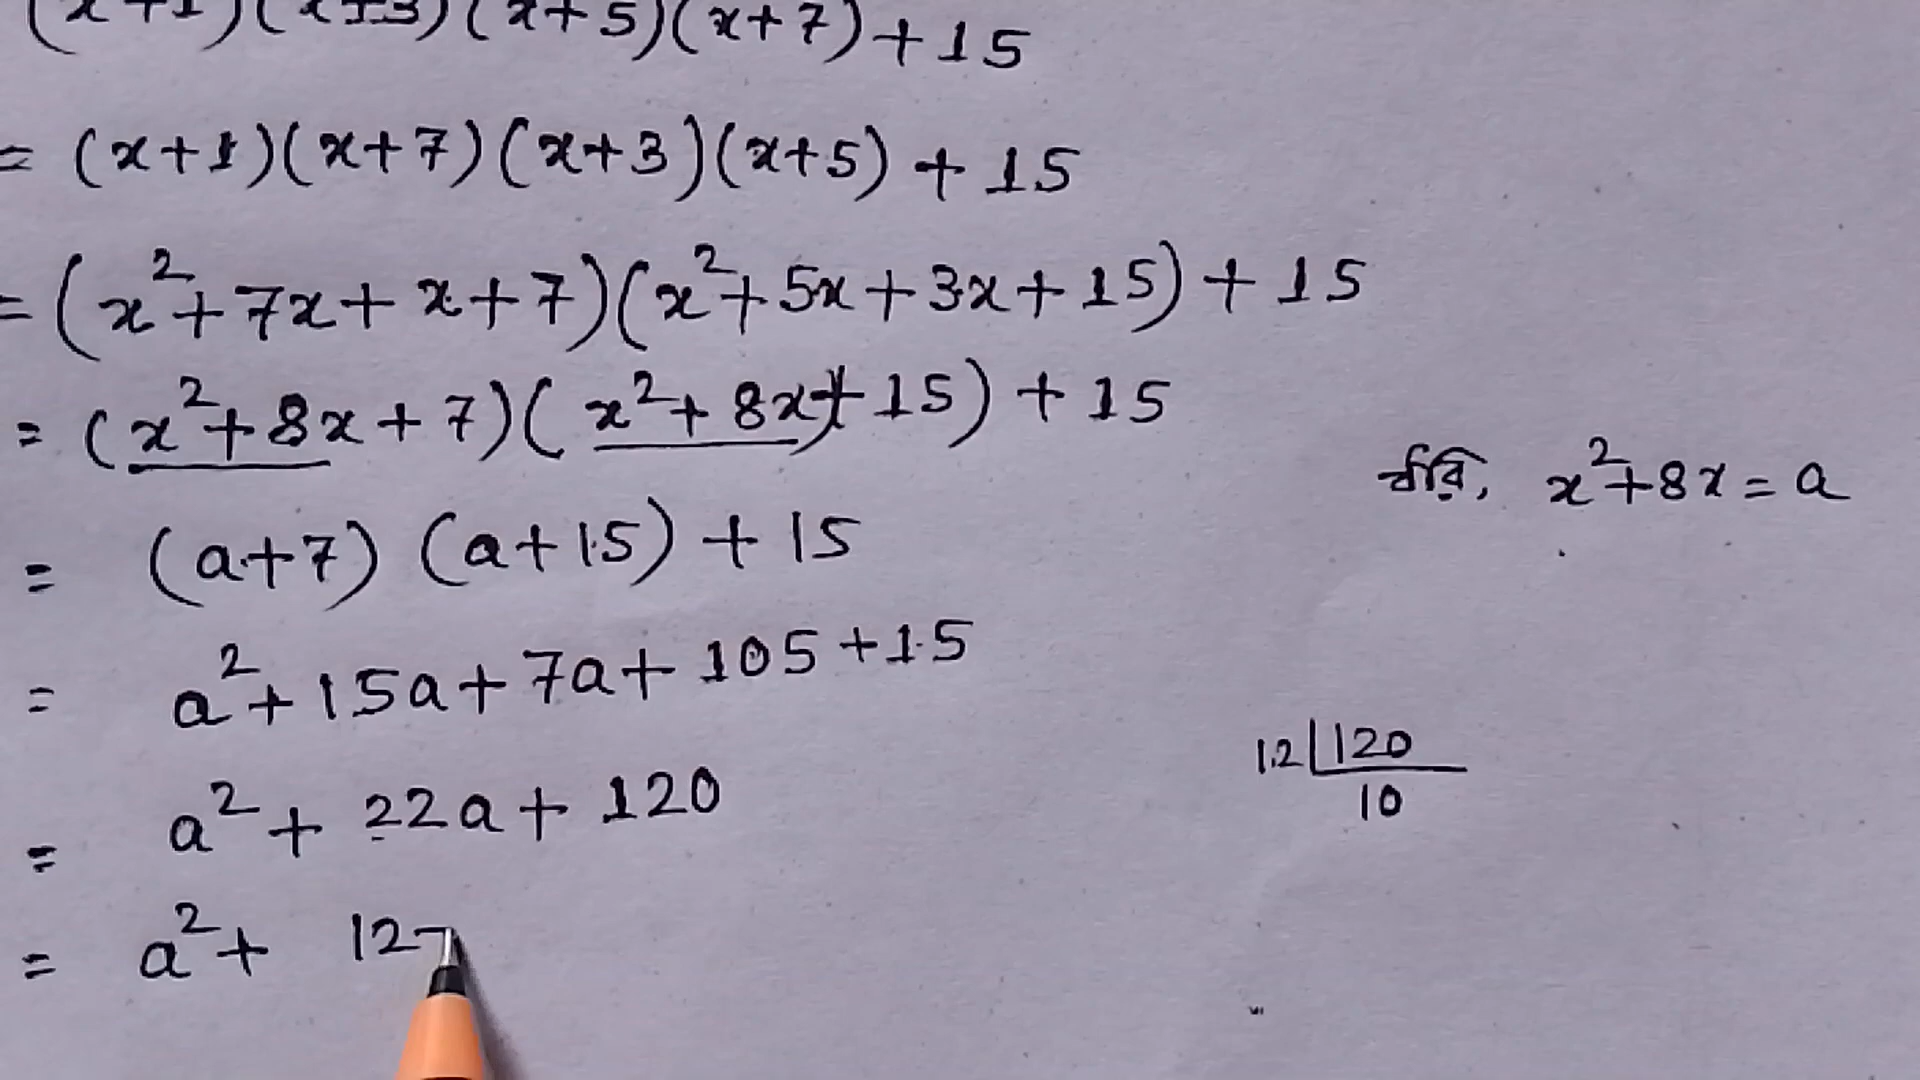 (x+1)(x+3)(x+5)(x+7)+15
= (x+1)(x+7)(x+3)(x+5) + 15
= (x²+7x+x+7)(x²+5x+3x+15) + 15
= (x²+8x+7)(x²+8x+15) + 15
ধরি, x²+8x = a
= (a+7) (a+15) + 15
= a²+15a+7a+105+15
12|120
10
= a²+22a+120
= a²+ 12